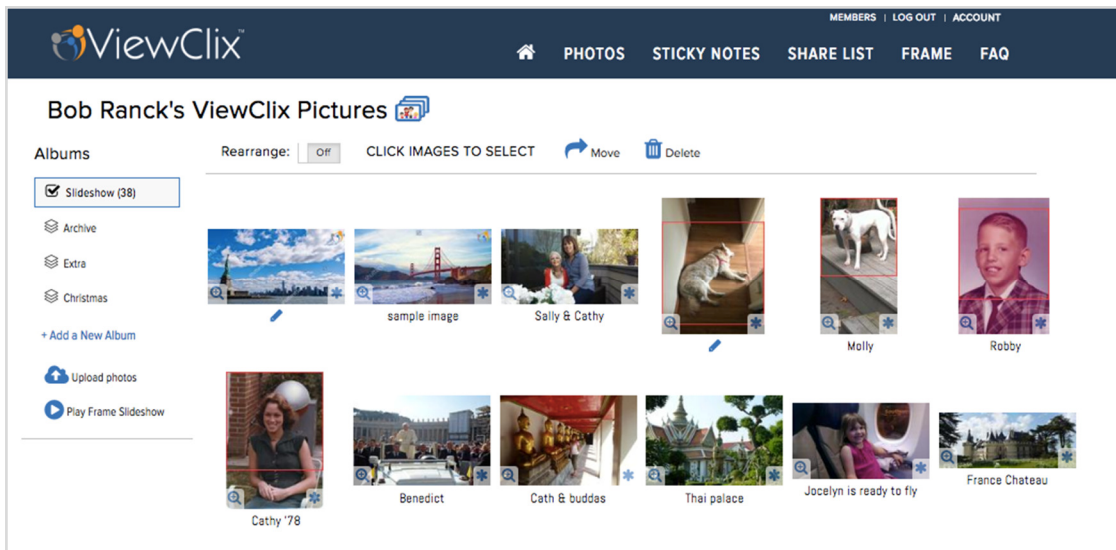 MEMBERS | LOG OUT | ACCOUNT
ViewClix™
PHOTOS STICKY NOTES SHARE LIST FRAME FAQ
Bob Ranck's ViewClix Pictures
Albums
Rearrange: Off CLICK IMAGES TO SELECT Move Delete
Slideshow (38)
Archive
Extra
Christmas
+ Add a New Album
Upload photos
Play Frame Slideshow
sample image
Sally & Cathy
Molly
Robby
Cathy '78
Benedict
Cath & buddas
Thai palace
Jocelyn is ready to fly
France Chateau